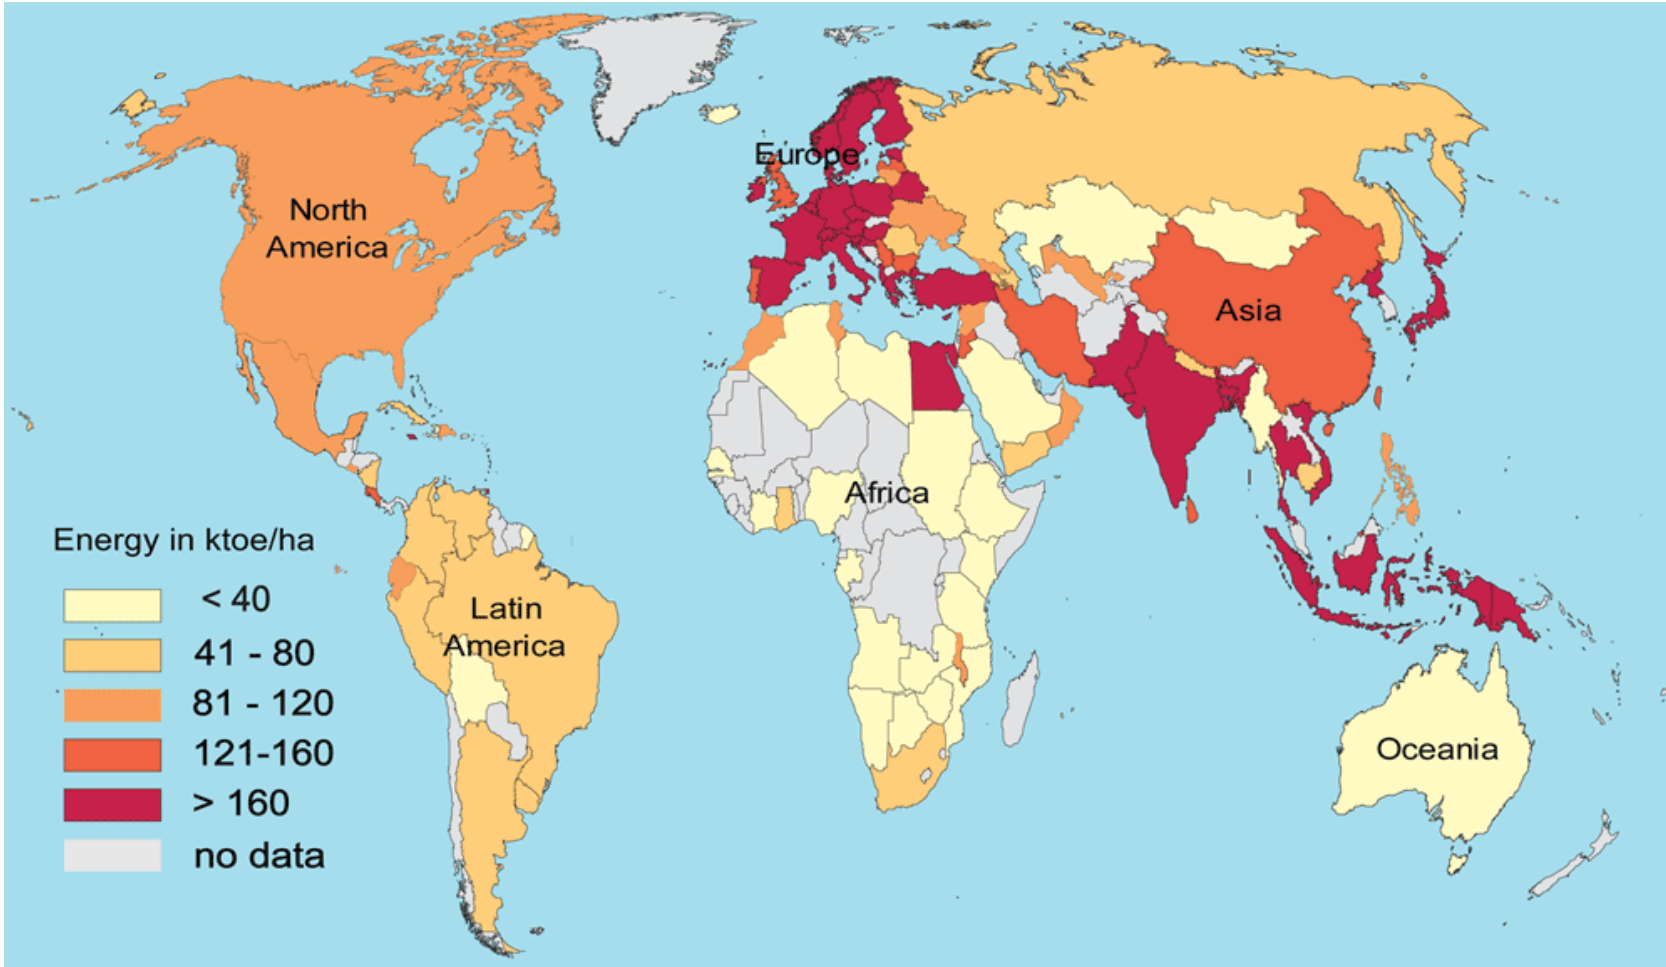 Europe
North
America
Asia
Africa
Energy in ktoe/ha
< 40
41 - 80
81 - 120
121-160
> 160
no data
Latin
America
Oceania